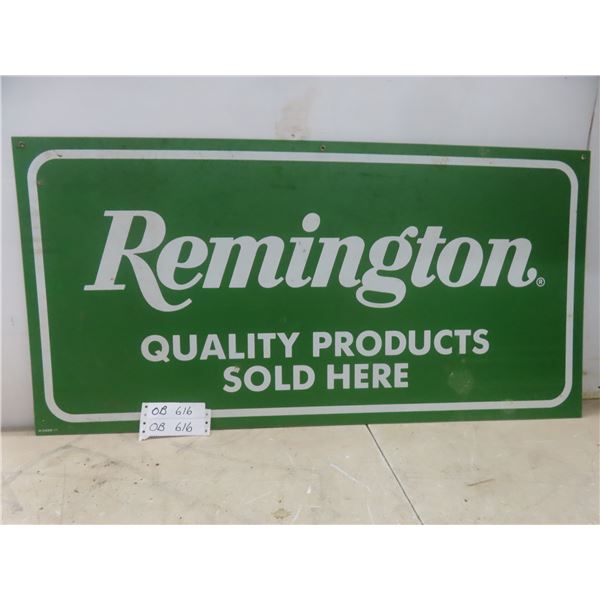 Remington®
QUALITY PRODUCTS
SOLD HERE
OB 616
OB 616